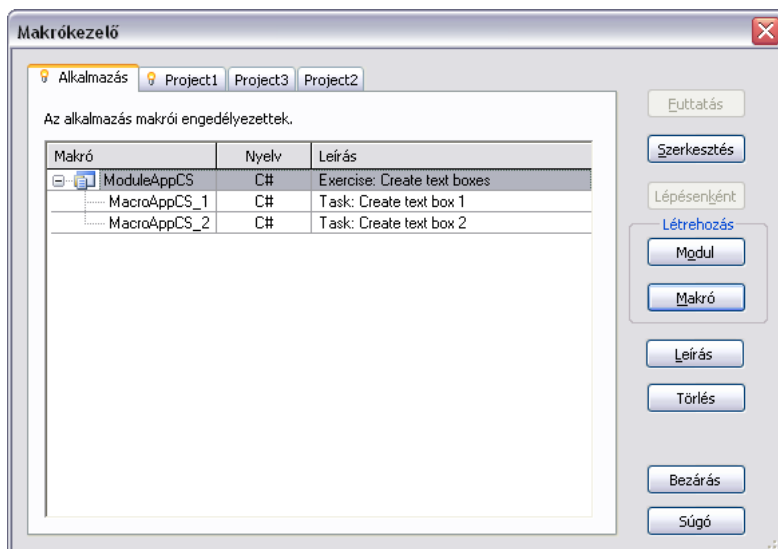 Makrókezelő
Alkalmazás Project1 Project3 Project2
Az alkalmazás makrói engedélyezettek.
Makró Nyelv Leírás
ModuleAppCS C# Exercise: Create text boxes
MacroAppCS_1 C# Task: Create text box 1
MacroAppCS_2 C# Task: Create text box 2
Futtatás
Szerkesztés
Lépésenként
Létrehozás
Modul
Makró
Leírás
Törlés
Bezárás
Súgó